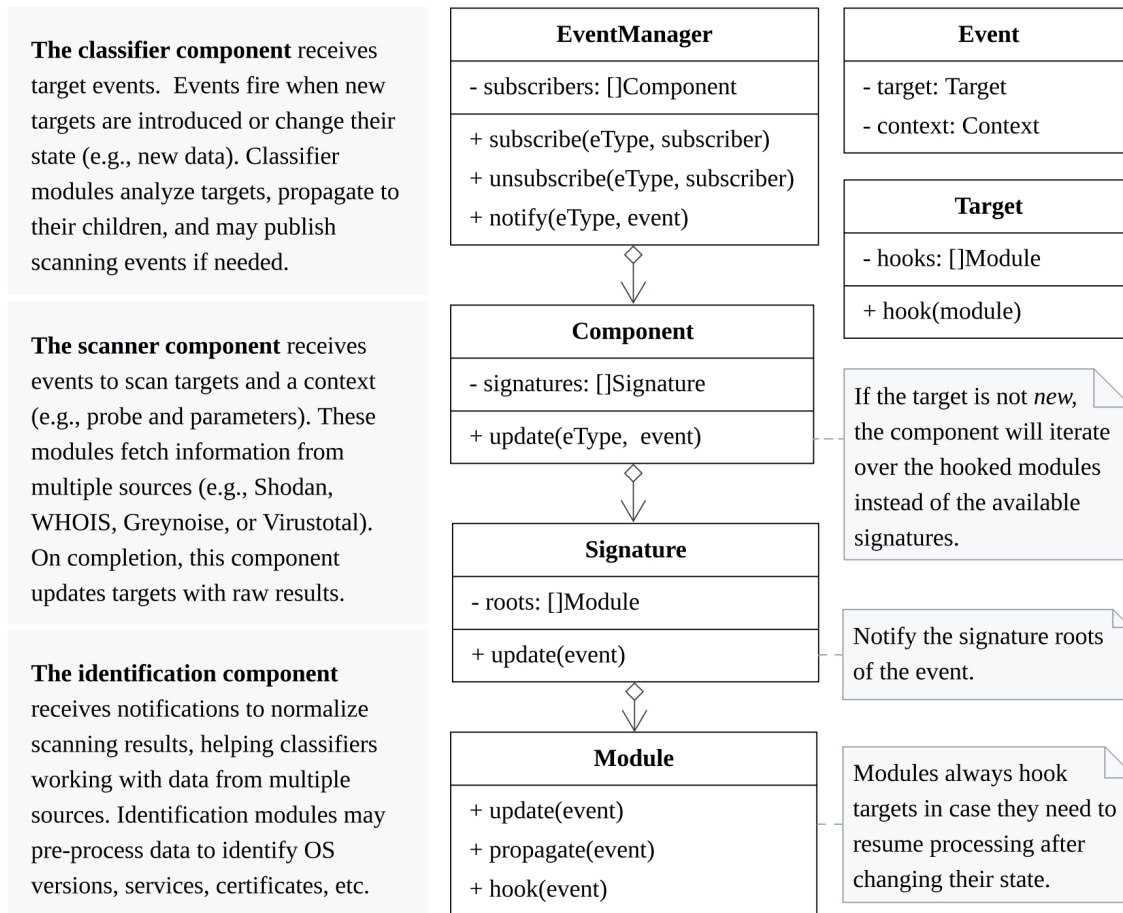 The classifier component receives
target events.  Events fire when new
targets are introduced or change their
state (e.g., new data). Classifier
modules analyze targets, propagate to
their children, and may publish
scanning events if needed.
The scanner component receives
events to scan targets and a context
(e.g., probe and parameters). These
modules fetch information from
multiple sources (e.g., Shodan,
WHOIS, Greynoise, or Virustotal).
On completion, this component
updates targets with raw results.
The identification component
receives notifications to normalize
scanning results, helping classifiers
working with data from multiple
sources. Identification modules may
pre-process data to identify OS
versions, services, certificates, etc.
EventManager
- subscribers: []Component
+ subscribe(eType, subscriber)
+ unsubscribe(eType, subscriber)
+ notify(eType, event)
Component
- signatures: []Signature
+ update(eType,  event)
Signature
- roots: []Module
+ update(event)
Module
+ update(event)
+ propagate(event)
+ hook(event)
Event
- target: Target
- context: Context
Target
- hooks: []Module
+ hook(module)
If the target is not new,
the component will iterate
over the hooked modules
instead of the available
signatures.
Notify the signature roots
of the event.
Modules always hook
targets in case they need to
resume processing after
changing their state.